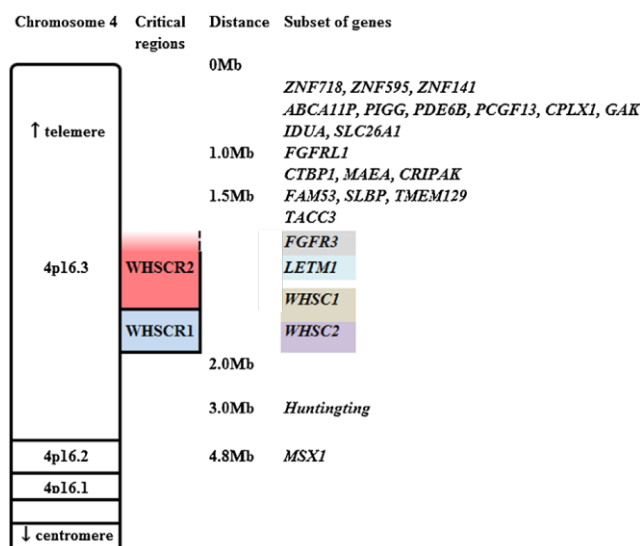 Chromosome 4 Critical regions Distance Subset of genes
0Mb
ZNF718, ZNF595, ZNF141
ABCA11P, PIGG, PDE6B, PCGF13, CPLX1, GAK
↑ telemere IDUA, SLC26A1
1.0Mb FGFRL1
CTBP1, MAEA, CRIPAK
1.5Mb FAM53, SLBP, TMEM129
TACC3
FGFR3
4p16.3 WHSCR2 LETM1
WHSC1
WHSCR1 WHSC2
2.0Mb
3.0Mb Huntingting
4p16.2 4.8Mb MSX1
4p16.1
↓ centromere